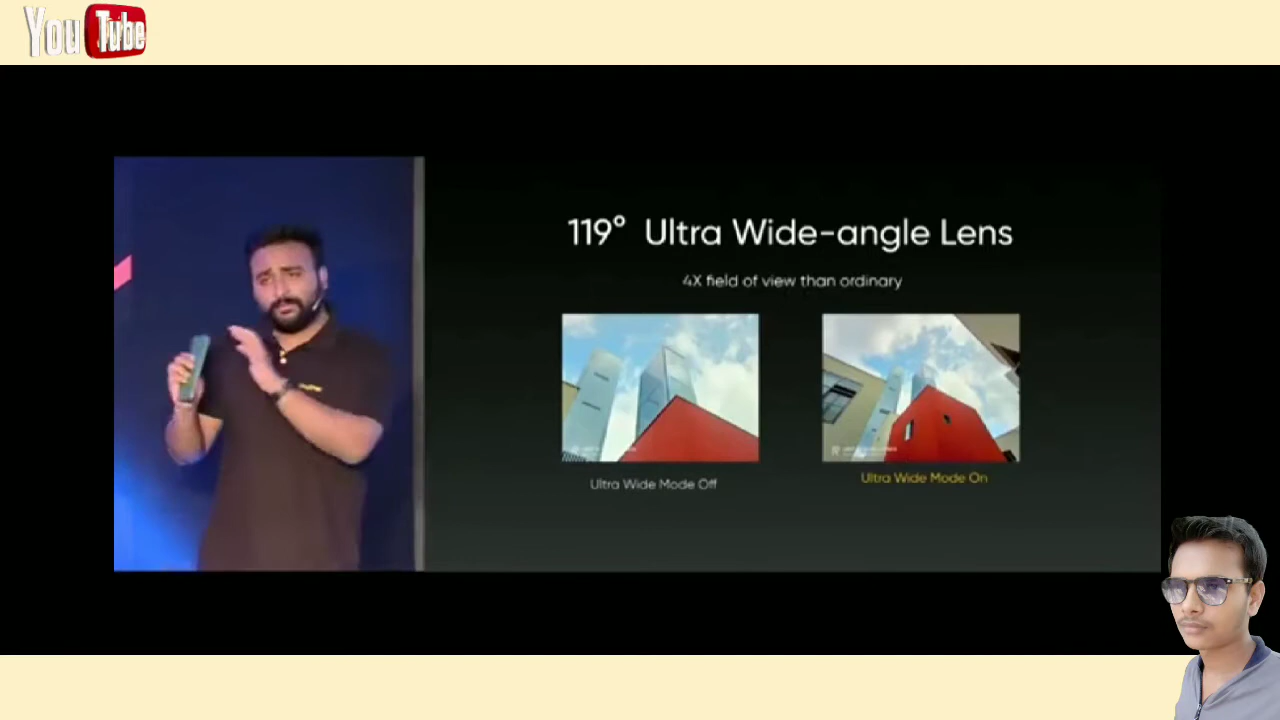 YouTube
119° Ultra Wide-angle Lens
4X field of view than ordinary
Ultra Wide Mode Off
Ultra Wide Mode On